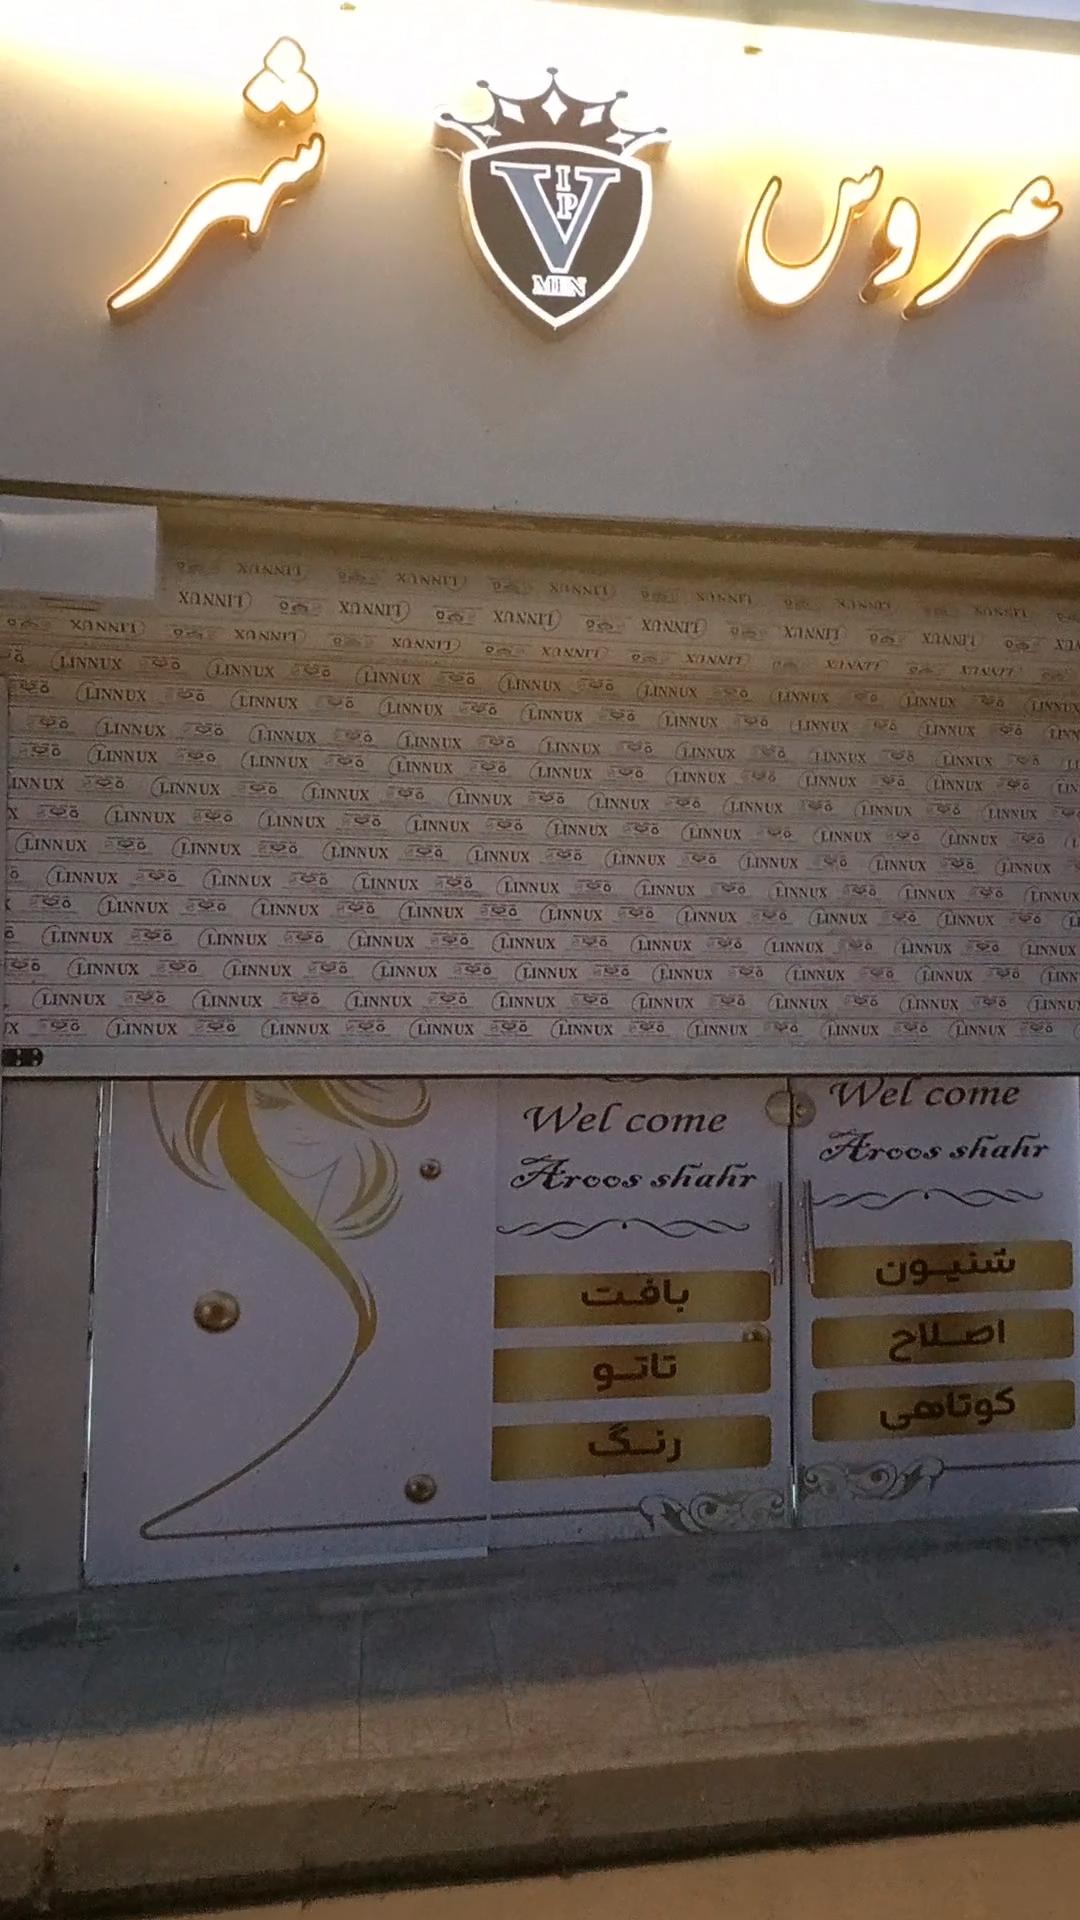 عروس شهر
VIP
MEN
LINNUX
Wel come
Aroos shahr
شنیون
اصلاح
کوتاهی
Wel come
Aroos shahr
بافت
تاتو
رنگ